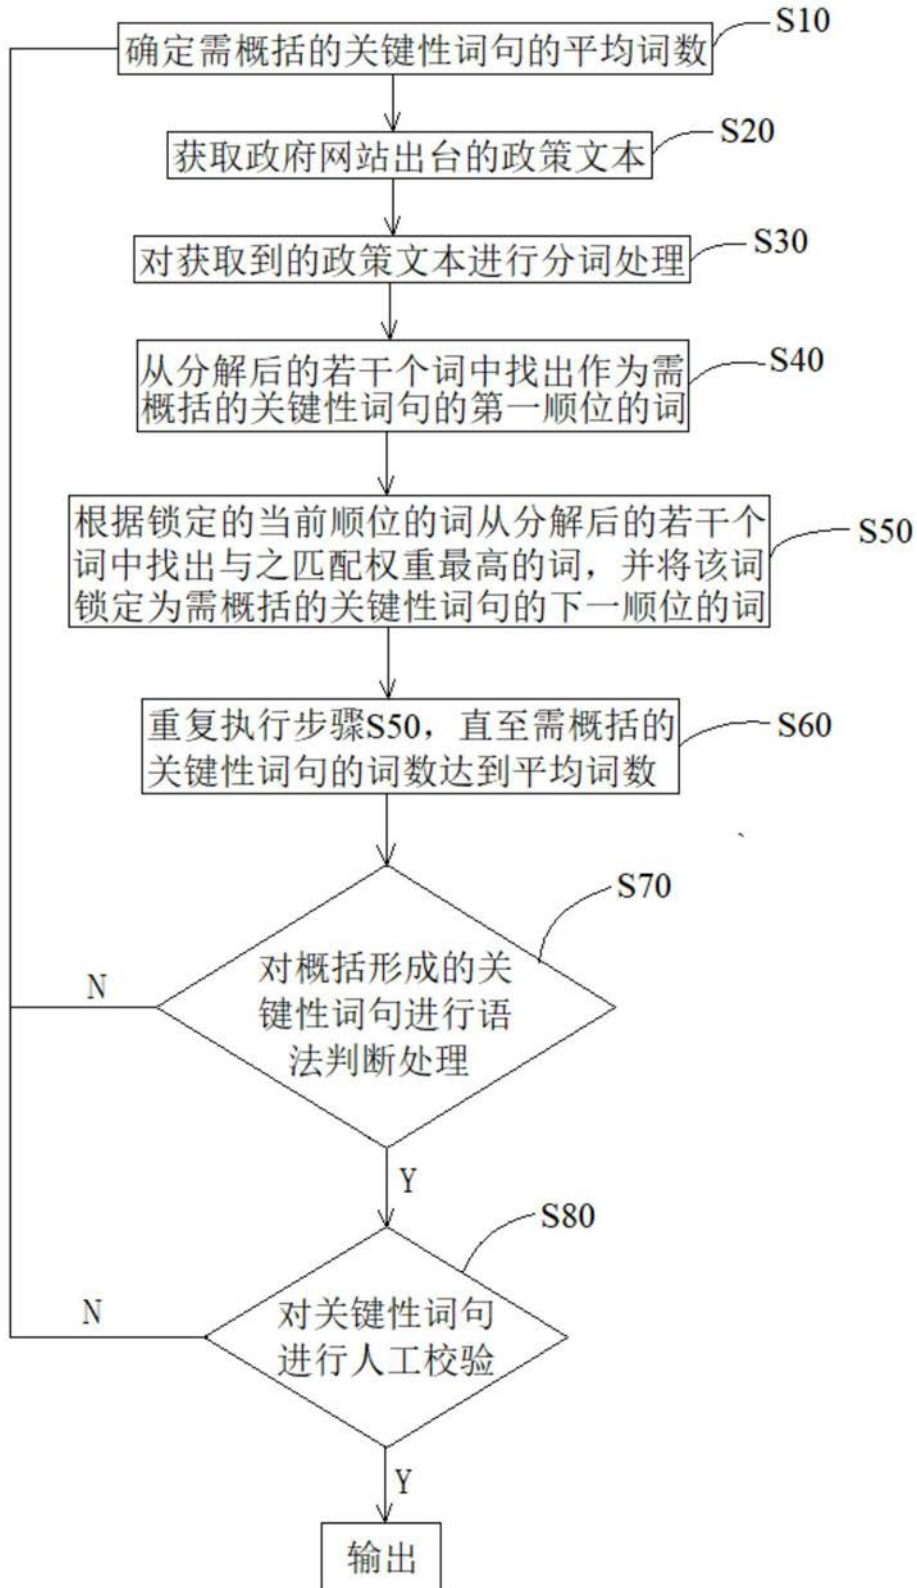 S10
确定需概括的关键性词句的平均词数
S20
获取政府网站出台的政策文本
S30
对获取到的政策文本进行分词处理
S40
从分解后的若干个词中找出作为需
概括的关键性词句的第一顺位的词
S50
根据锁定的当前顺位的词从分解后的若干个
词中找出与之匹配权重最高的词，并将该词
锁定为需概括的关键性词句的下一顺位的词
S60
重复执行步骤S50，直至需概括的
关键性词句的词数达到平均词数
S70
对概括形成的关
键性词句进行语
法判断处理
N
Y
S80
对关键性词句
进行人工校验
N
Y
输出